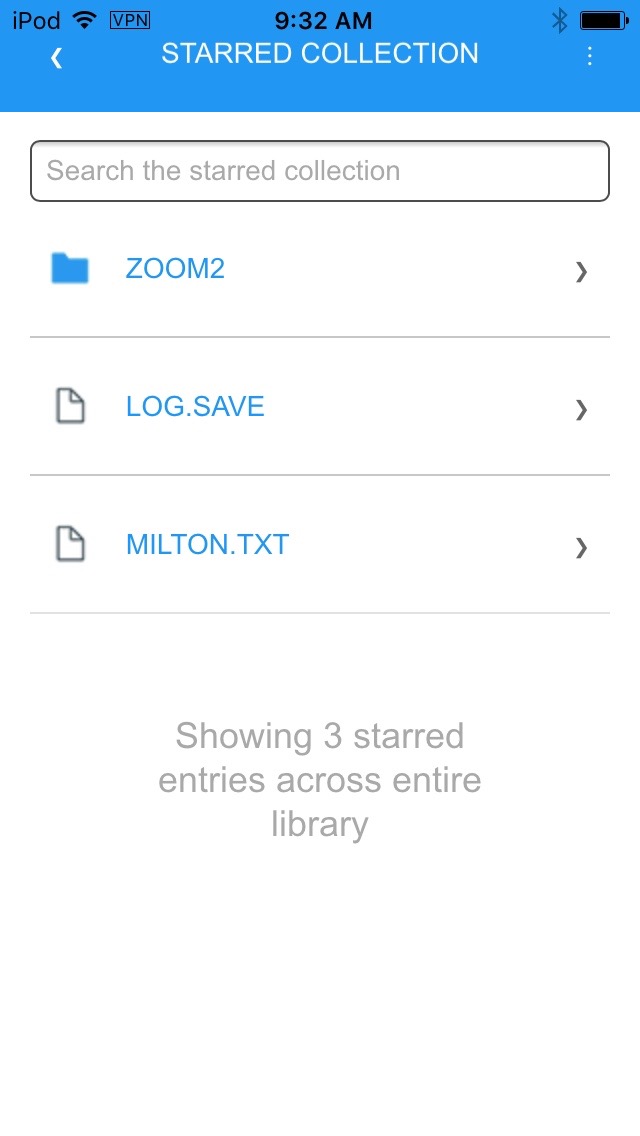 iPod VPN 9:32 AM
STARRED COLLECTION
Search the starred collection
ZOOM2
LOG.SAVE
MILTON.TXT
Showing 3 starred
entries across entire
library